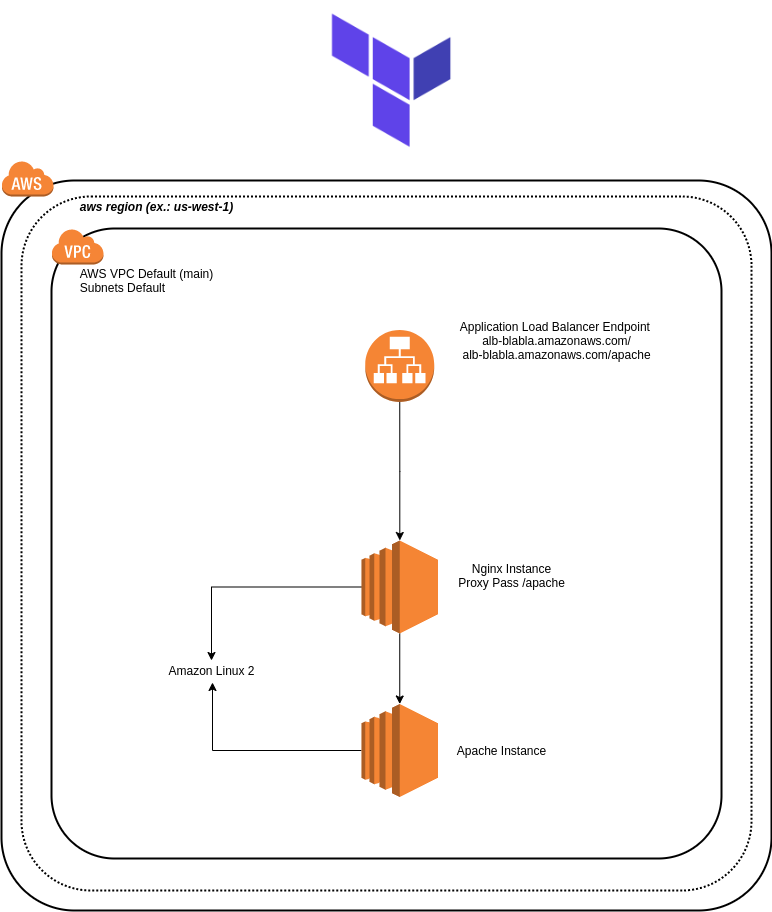 AWS
aws region (ex.: us-west-1)
VPC
AWS VPC Default (main)
Subnets Default
Application Load Balancer Endpoint
alb-blabla.amazonaws.com/
alb-blabla.amazonaws.com/apache
Nginx Instance
Proxy Pass /apache
Amazon Linux 2
Apache Instance